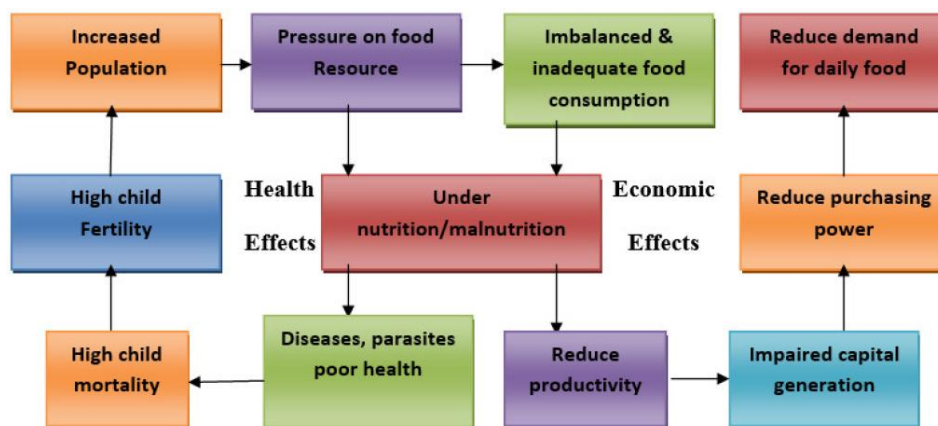 Increased
Population
Pressure on food
Resource
Imbalanced &
inadequate food
consumption
Reduce demand
for daily food
High child
Fertility
Health
Effects
Under
nutrition/malnutrition
Economic
Effects
Reduce purchasing
power
High child
mortality
Diseases, parasites
poor health
Reduce
productivity
Impaired capital
generation